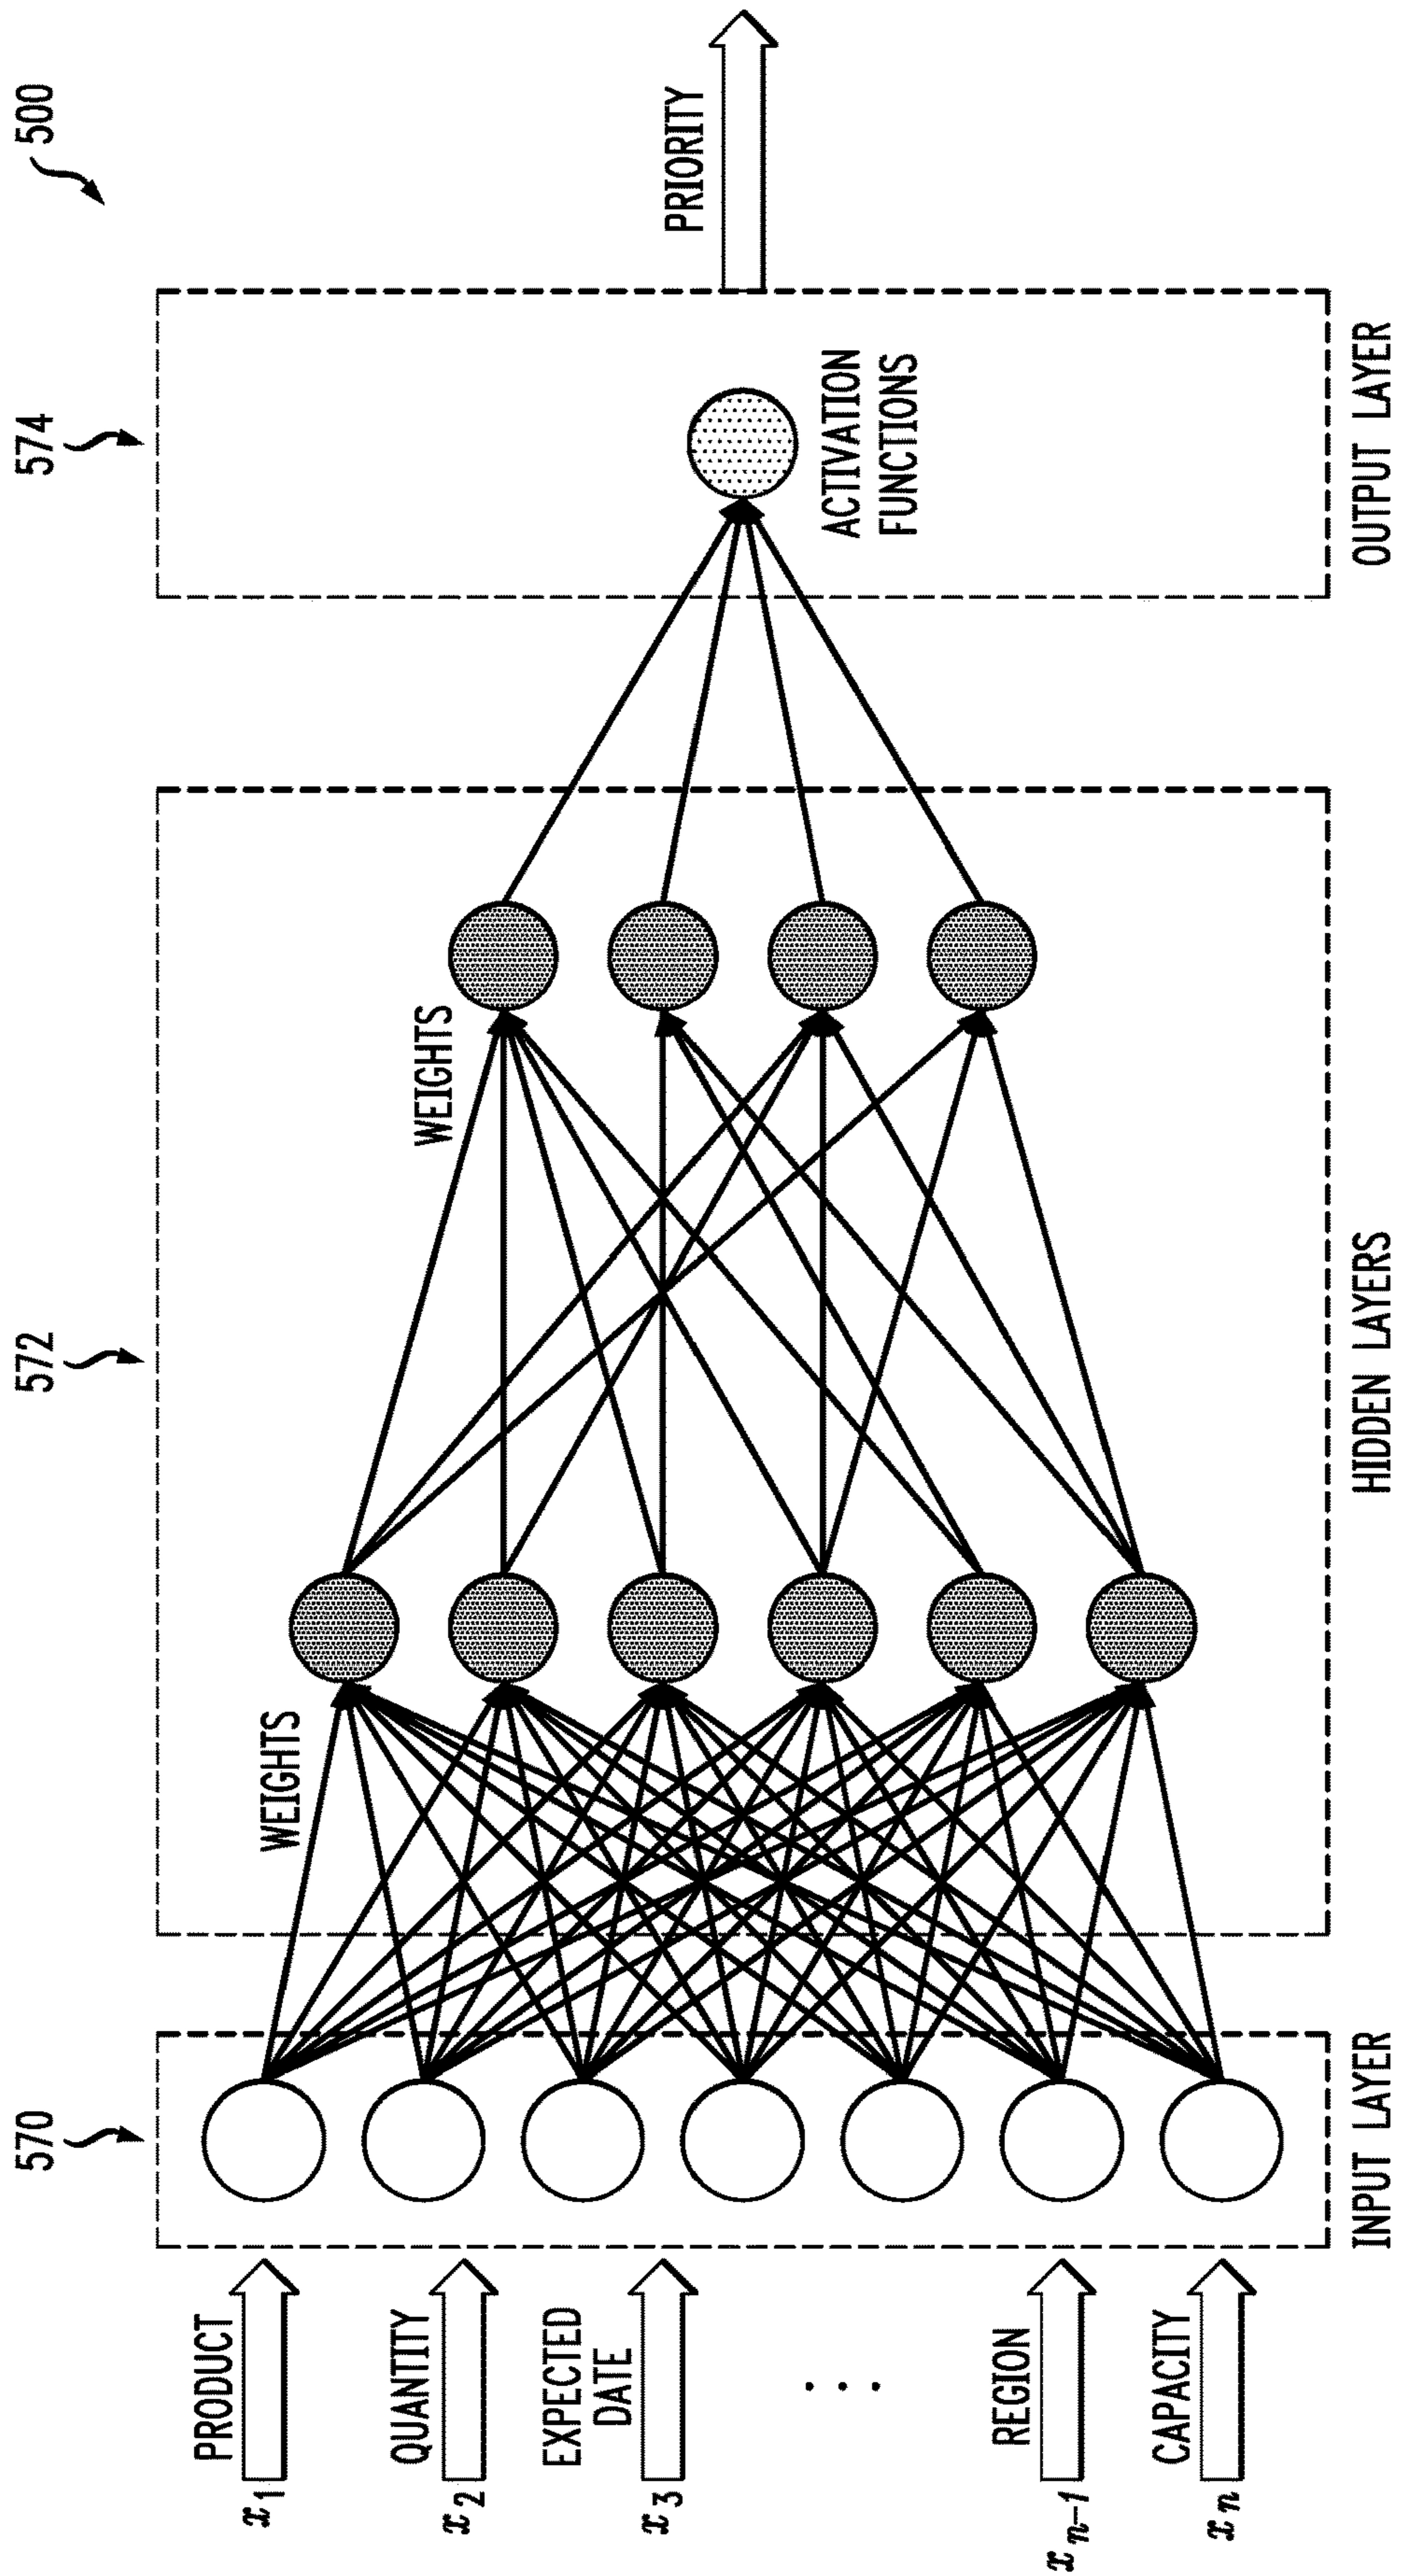 500
570
572
574
x1
PRODUCT
x2
QUANTITY
x3
EXPECTED
DATE
. . .
xn-1
REGION
xn
CAPACITY
WEIGHTS
WEIGHTS
ACTIVATION
FUNCTIONS
PRIORITY
INPUT LAYER
HIDDEN LAYERS
OUTPUT LAYER